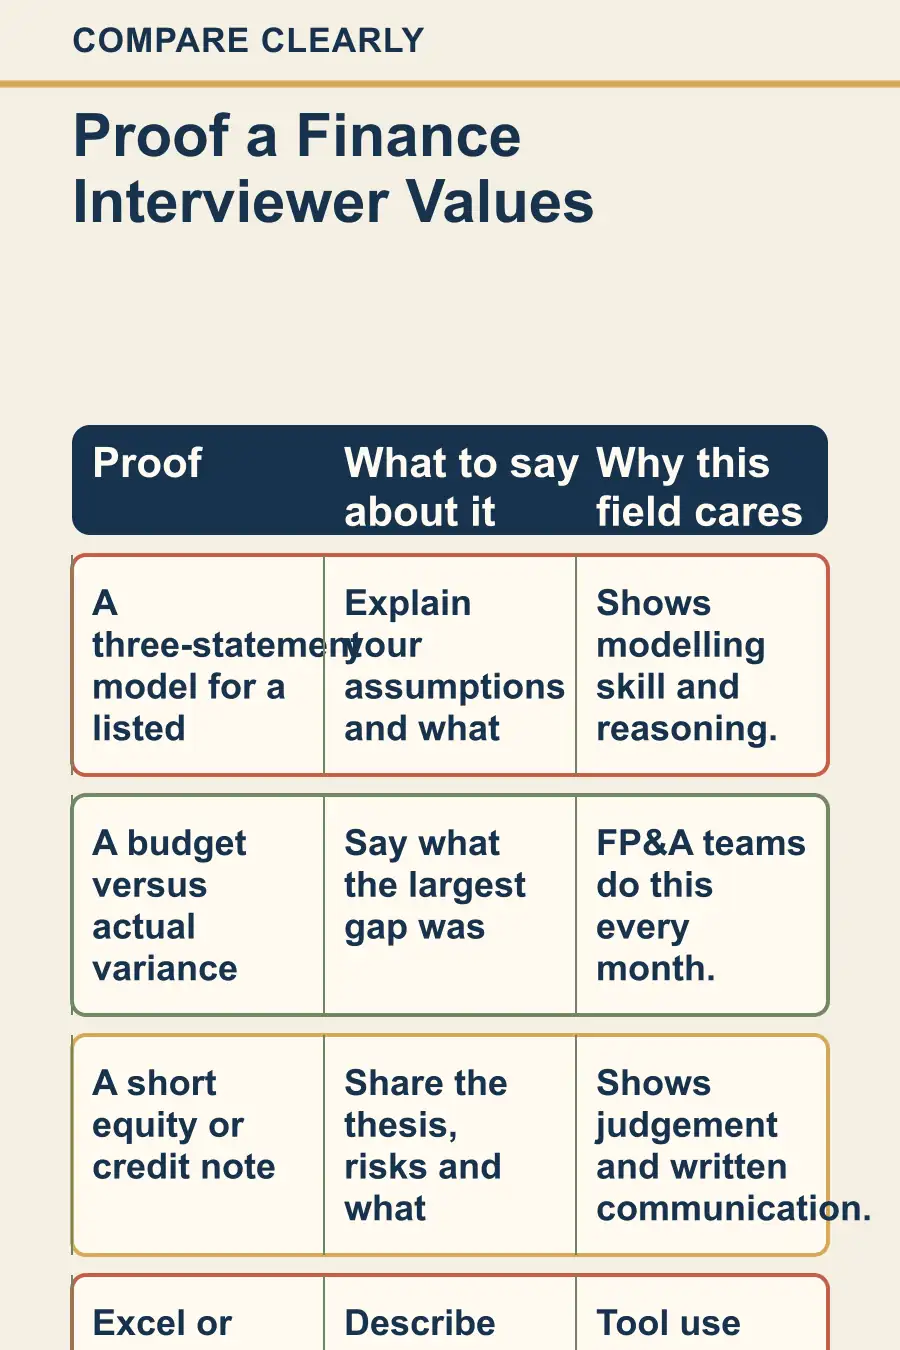 COMPARE CLEARLY
Proof a Finance
Interviewer Values
Proof
What to say
about it
Why this
field cares
A
three-statement
model for a
listed
Explain
your
assumptions
and what
Shows
modelling
skill and
reasoning.
A budget
versus
actual
variance
Say what
the largest
gap was
FP&A teams
do this
every
month.
A short
equity or
credit note
Share the
thesis,
risks and
what
Shows
judgement
and written
communication.
Excel or
Describe
Tool use